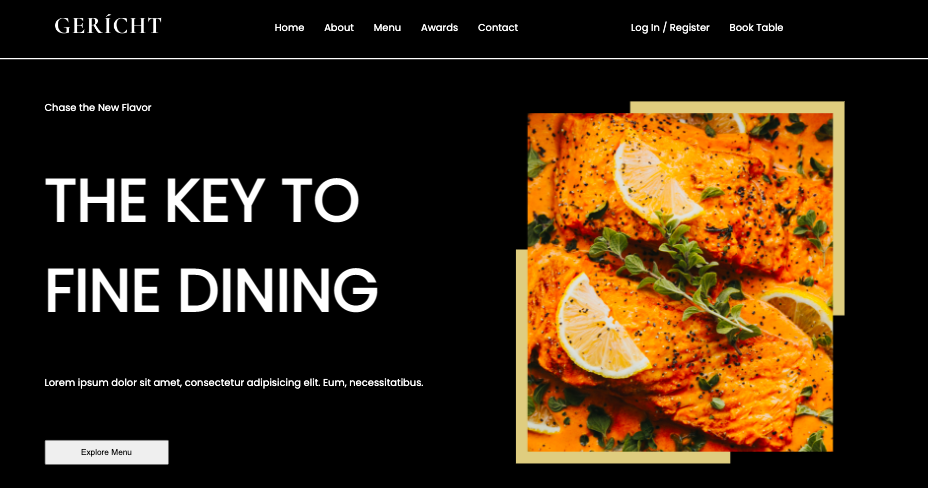 GERÍCHT
Home About Menu Awards Contact
Log In / Register Book Table
Chase the New Flavor
THE KEY TO
FINE DINING
Lorem ipsum dolor sit amet, consectetur adipisicing elit. Eum, necessitatibus.
Explore Menu